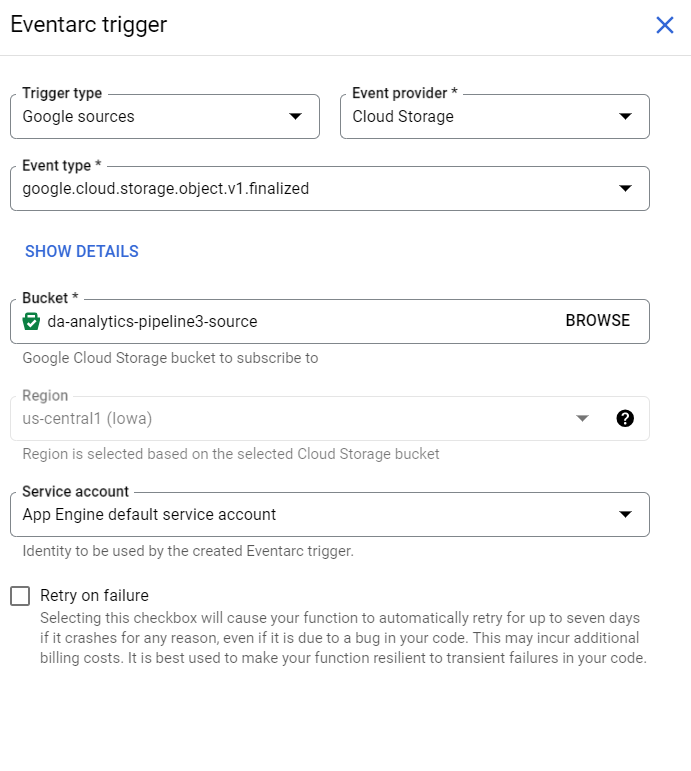 Eventarc trigger
Trigger type
Google sources
Event provider *
Cloud Storage
Event type *
google.cloud.storage.object.v1.finalized
SHOW DETAILS
Bucket *
da-analytics-pipeline3-source
BROWSE
Google Cloud Storage bucket to subscribe to
Region
us-central1 (Iowa)
Region is selected based on the selected Cloud Storage bucket
Service account
App Engine default service account
Identity to be used by the created Eventarc trigger.
Retry on failure
Selecting this checkbox will cause your function to automatically retry for up to seven days
if it crashes for any reason, even if it is due to a bug in your code. This may incur additional
billing costs. It is best used to make your function resilient to transient failures in your code.